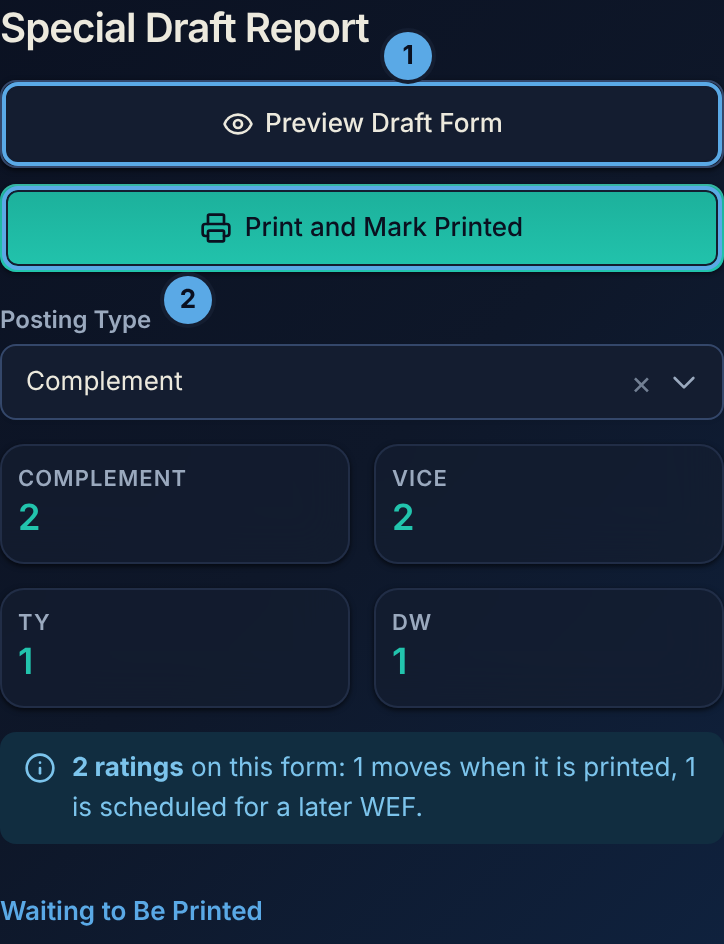 Special Draft Report
1
Preview Draft Form
Print and Mark Printed
2
Posting Type
Complement
COMPLEMENT
2
VICE
2
TY
1
DW
1
2 ratings on this form: 1 moves when it is printed, 1
is scheduled for a later WEF.
Waiting to Be Printed